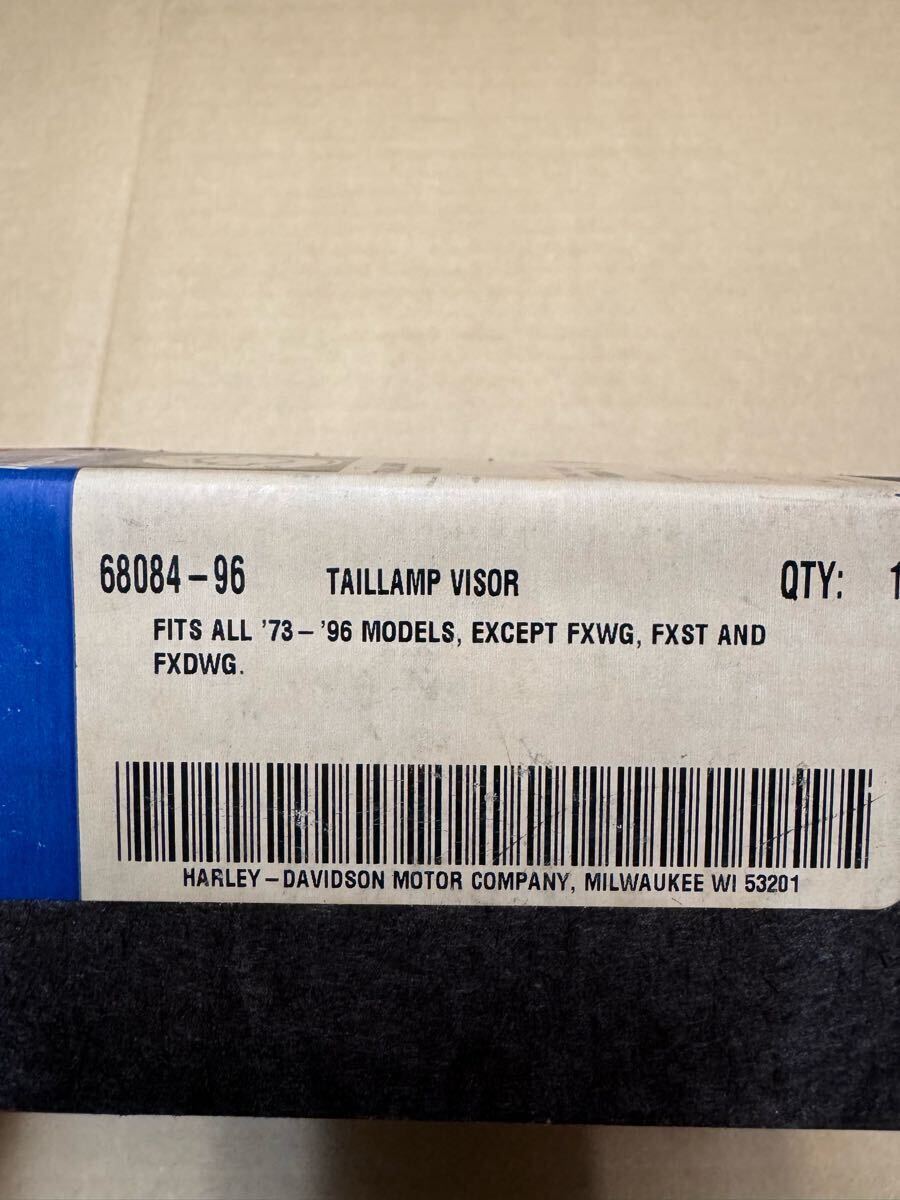 68084-96 TAILLAMP VISOR QTY: 1
FITS ALL '73-'96 MODELS, EXCEPT FXWG, FXST AND
FXDWG.
HARLEY-DAVIDSON MOTOR COMPANY, MILWAUKEE WI 53201